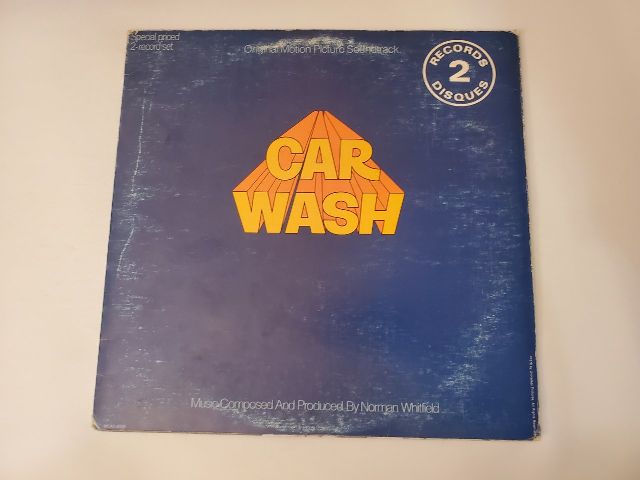 Special priced
2-record set
Original Motion Picture Soundtrack
RECORDS
2
DISQUES
CAR
WASH
Music Composed And Produced By Norman Whitfield